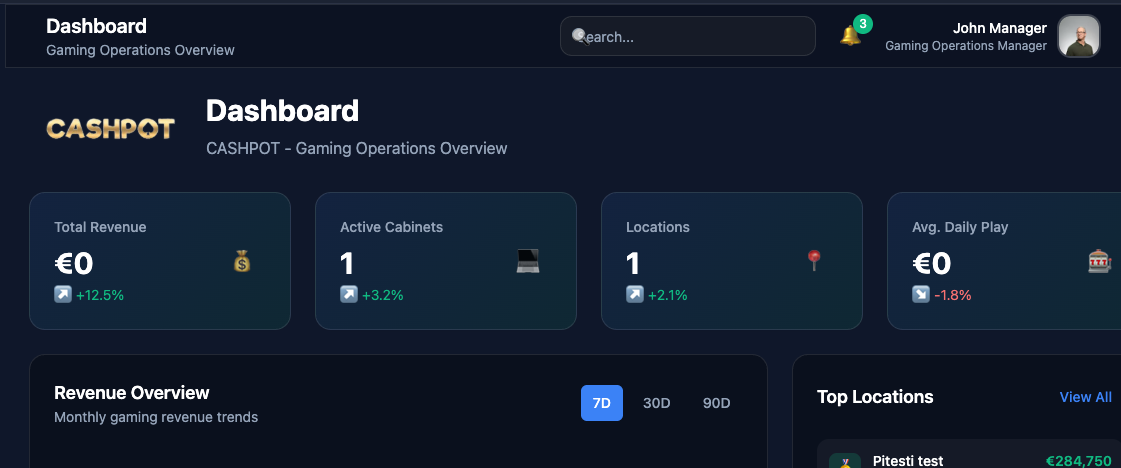 Dashboard
Gaming Operations Overview
earch...
3
John Manager
Gaming Operations Manager
CASHPOT
Dashboard
CASHPOT - Gaming Operations Overview
Total Revenue
€0
+12.5%
Active Cabinets
1
+3.2%
Locations
1
+2.1%
Avg. Daily Play
€0
-1.8%
Revenue Overview
Monthly gaming revenue trends
7D 30D 90D
Top Locations
View All
Pitesti test
€284,750